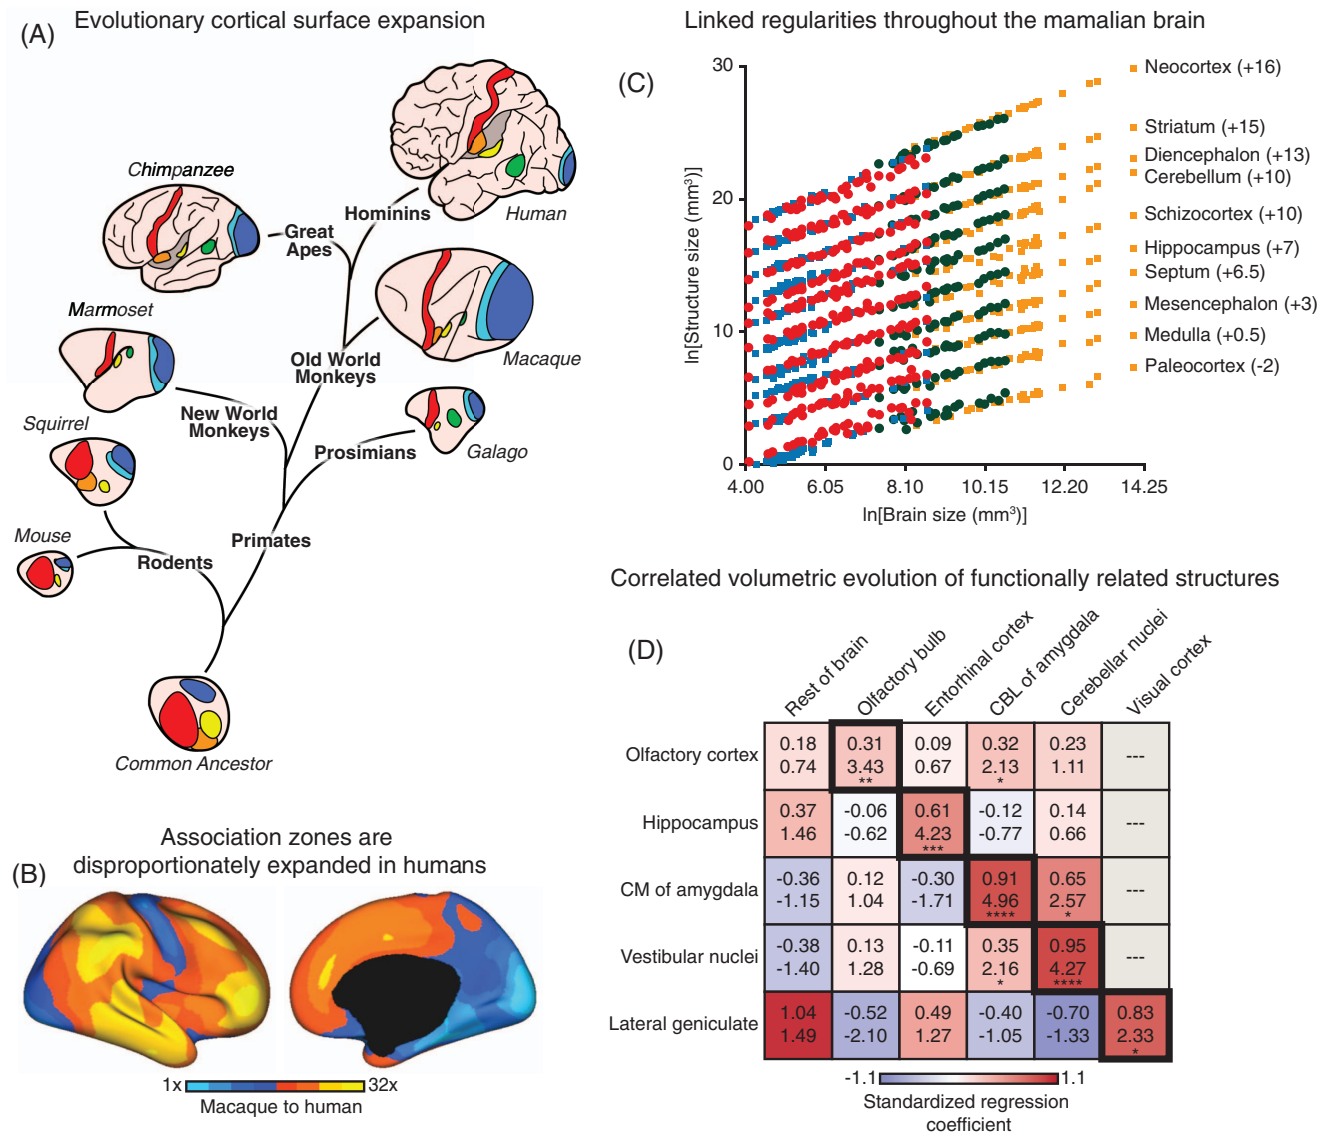 Evolutionary cortical surface expansion
(A)
Human
Chimpanzee
Hominins
Great
Apes
Marmoset
Old World
Monkeys
Macaque
New World
Monkeys
Squirrel
Prosimians
Galago
Mouse
Primates
Rodents
Common Ancestor
Association zones are
disproportionately expanded in humans
(B)
1x 32x
Macaque to human
Linked regularities throughout the mamalian brain
(C)
30
20
10
0
ln[Structure size (mm³)]
4.00 6.05 8.10 10.15 12.20 14.25
ln[Brain size (mm³)]
Neocortex (+16)
Striatum (+15)
Diencephalon (+13)
Cerebellum (+10)
Schizocortex (+10)
Hippocampus (+7)
Septum (+6.5)
Mesencephalon (+3)
Medulla (+0.5)
Paleocortex (-2)
Correlated volumetric evolution of functionally related structures
(D)
Rest of brain
Olfactory bulb
Entorhinal cortex
CBL of amygdala
Cerebellar nuclei
Visual cortex
Olfactory cortex
0.18 0.31 0.09 0.32 0.23 ---
0.74 3.43 0.67 2.13 1.11
** *
Hippocampus
0.37 -0.06 0.61 -0.12 0.14 ---
1.46 -0.62 4.23 -0.77 0.66
***
CM of amygdala
-0.36 0.12 -0.30 0.91 0.65 ---
-1.15 1.04 -1.71 4.96 2.57
**** *
Vestibular nuclei
-0.38 0.13 -0.11 0.35 0.95 ---
-1.40 1.28 -0.69 2.16 4.27
* ****
Lateral geniculate
1.04 -0.52 0.49 -0.40 -0.70 0.83
1.49 -2.10 1.27 -1.05 -1.33 2.33
*
-1.1 1.1
Standardized regression
coefficient